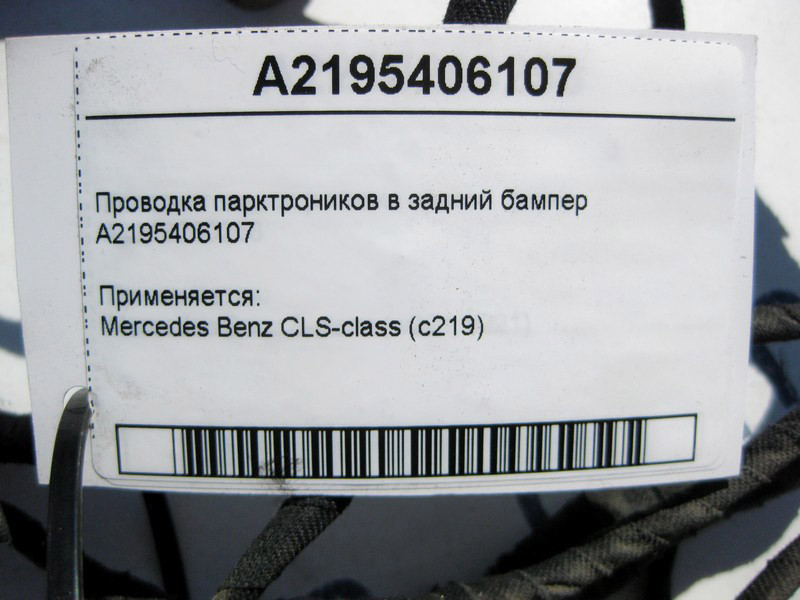 A2195406107
Проводка парктроников в задний бампер
A2195406107
Применяется:
Mercedes Benz CLS-class (c219)